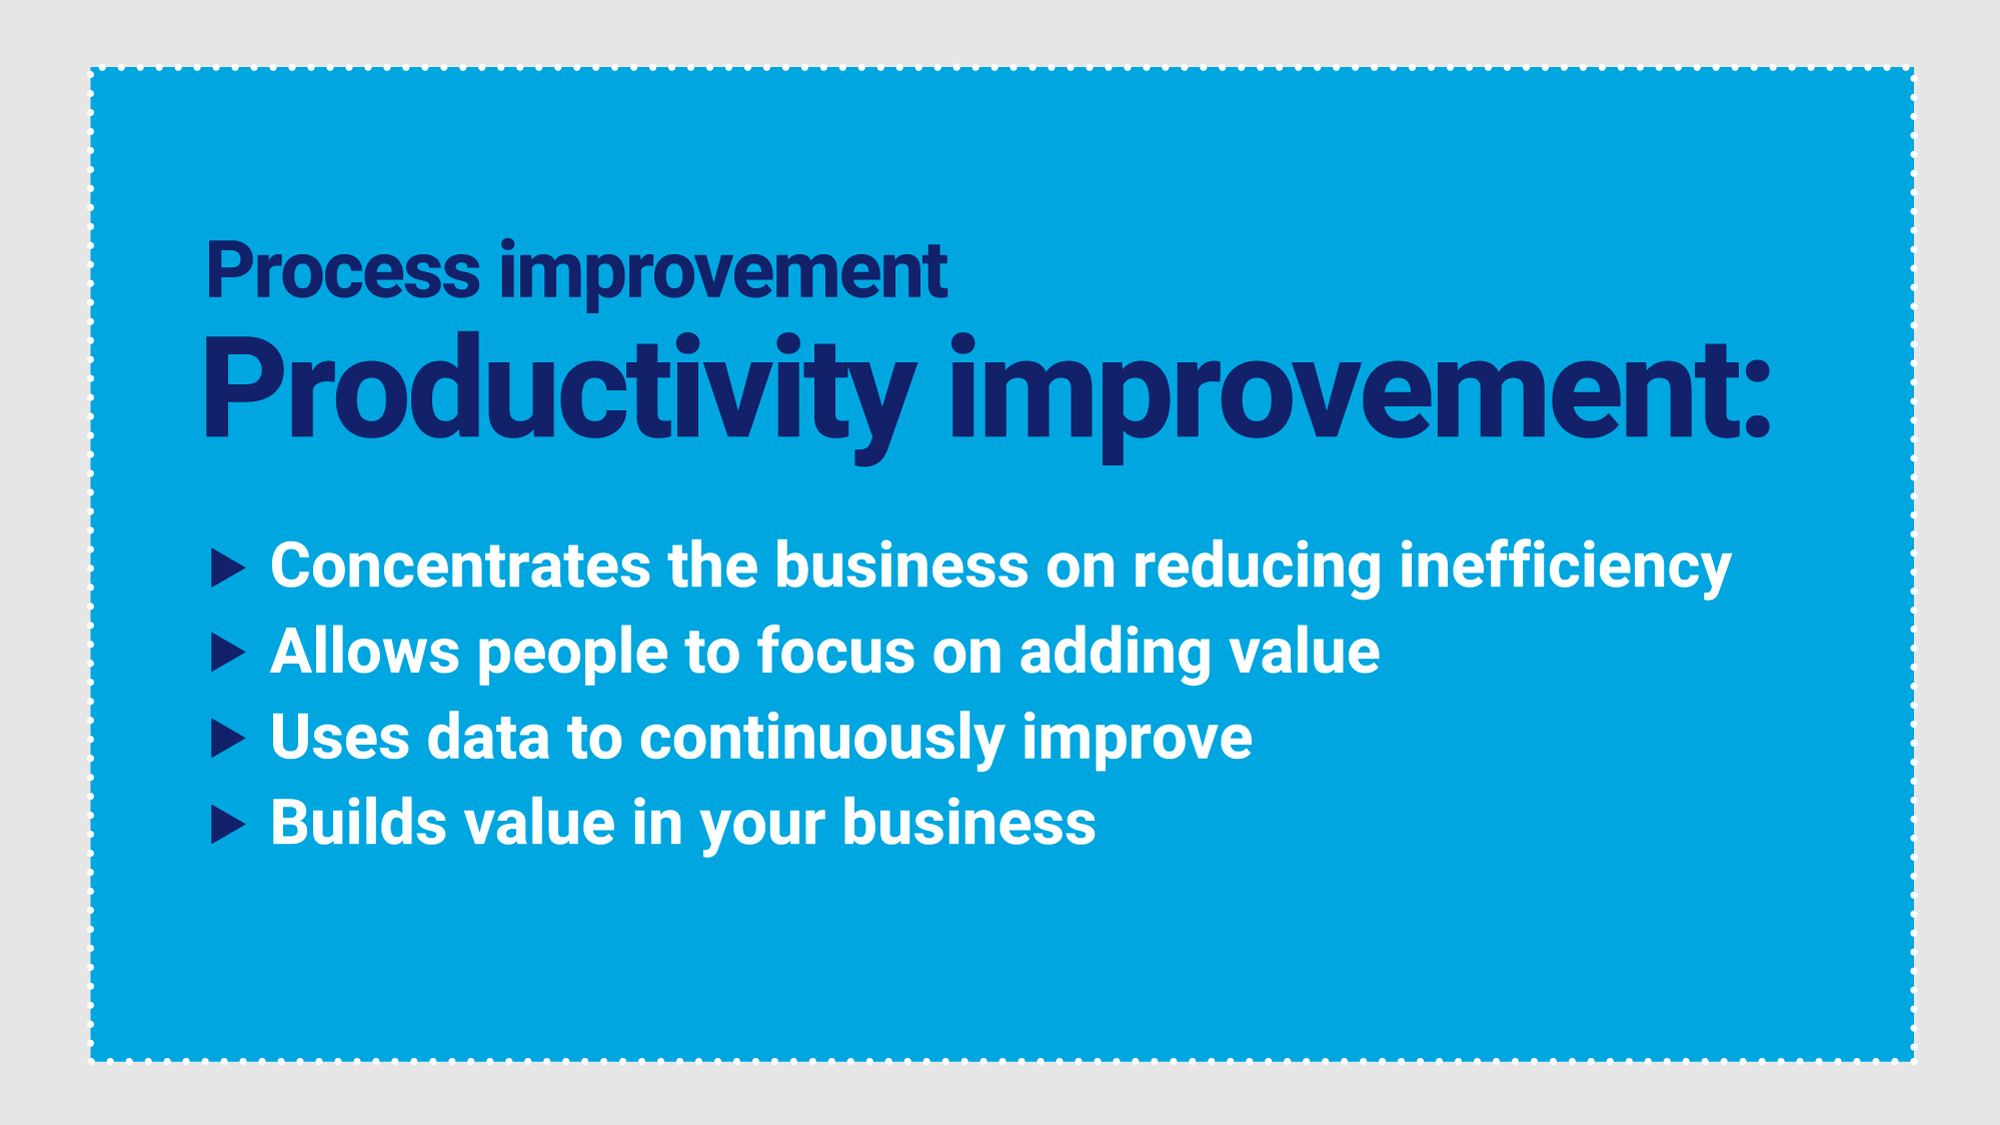 Process improvement
Productivity improvement:
Concentrates the business on reducing inefficiency
Allows people to focus on adding value
Uses data to continuously improve
Builds value in your business